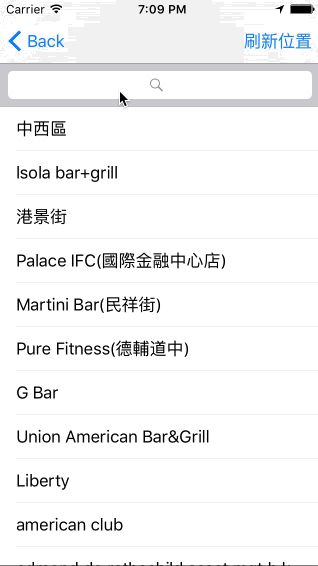 Carrier 7:09 PM
Back 刷新位置
中西區
Isola bar+grill
港景街
Palace IFC(國際金融中心店)
Martini Bar(民祥街)
Pure Fitness(德輔道中)
G Bar
Union American Bar&Grill
Liberty
american club